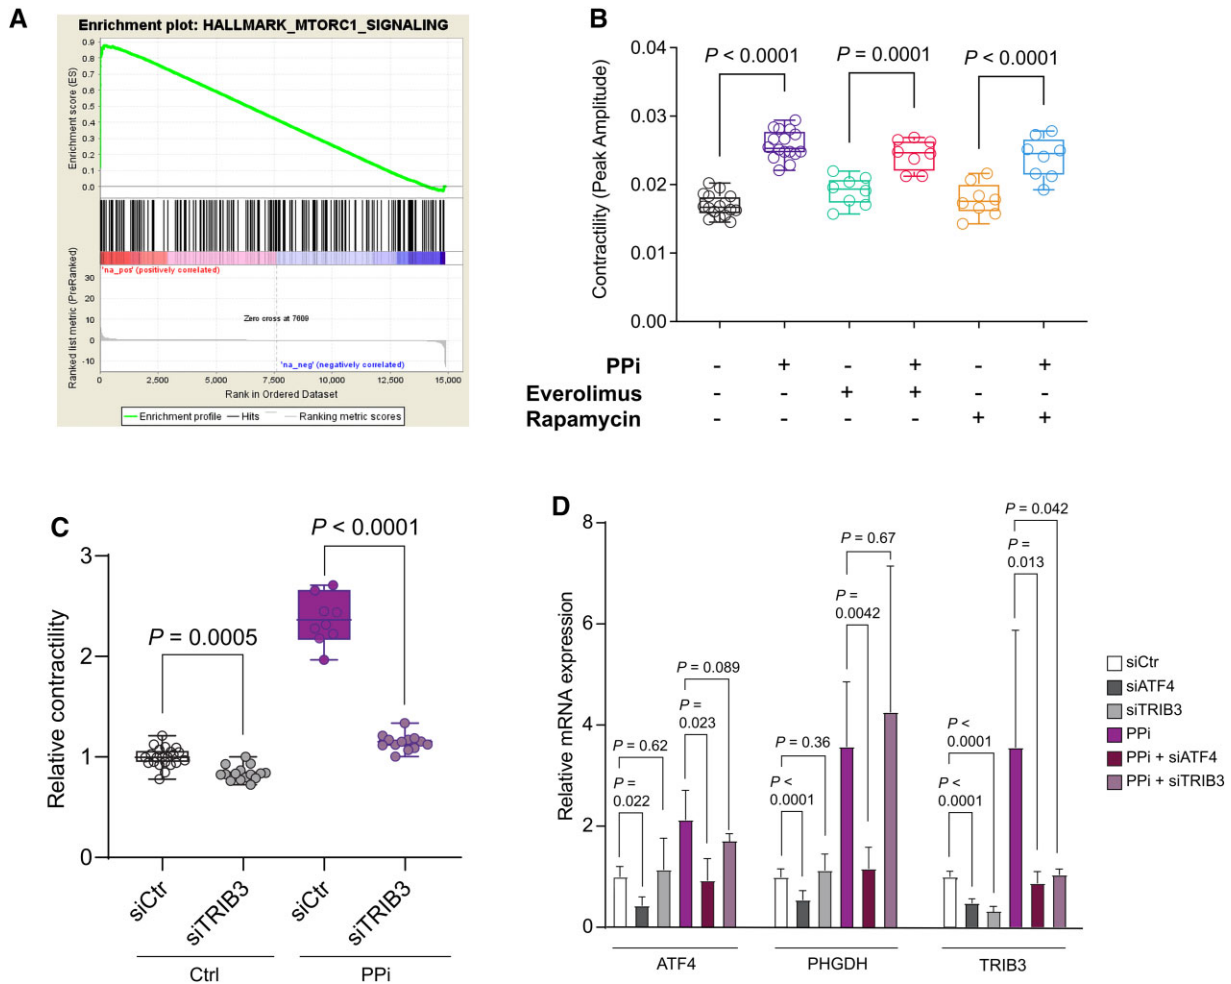 A
Enrichment plot: HALLMARK_MTORC1_SIGNALING
Enrichment score (ES)
0.9
0.8
0.7
0.6
0.5
0.4
0.3
0.2
0.1
0.0
'na_pos' (positively correlated)
Ranked list metric (PreRanked)
30
20
10
0
-10
Zero cross at 7609
'na_neg' (negatively correlated)
0 2,500 5,000 7,500 10,000 12,500 15,000
Rank in Ordered Dataset
Enrichment profile Hits Ranking metric scores
B
Contractility (Peak Amplitude)
0.04
0.03
0.02
0.01
0.00
P < 0.0001 P = 0.0001 P < 0.0001
PPi - + - + - +
Everolimus - - + + - -
Rapamycin - - - - + +
C
Relative contractility
3
2
1
0
P < 0.0001
P = 0.0005
siCtr siTRIB3 siCtr siTRIB3
Ctrl PPi
D
Relative mRNA expression
8
6
4
2
0
P = 0.62
P =
0.022
P = 0.089
P =
0.023
P = 0.36
P <
0.0001
P = 0.67
P =
0.0042
P <
0.0001
P <
0.0001
P = 0.042
P =
0.013
ATF4 PHGDH TRIB3
siCtr
siATF4
siTRIB3
PPi
PPi + siATF4
PPi + siTRIB3